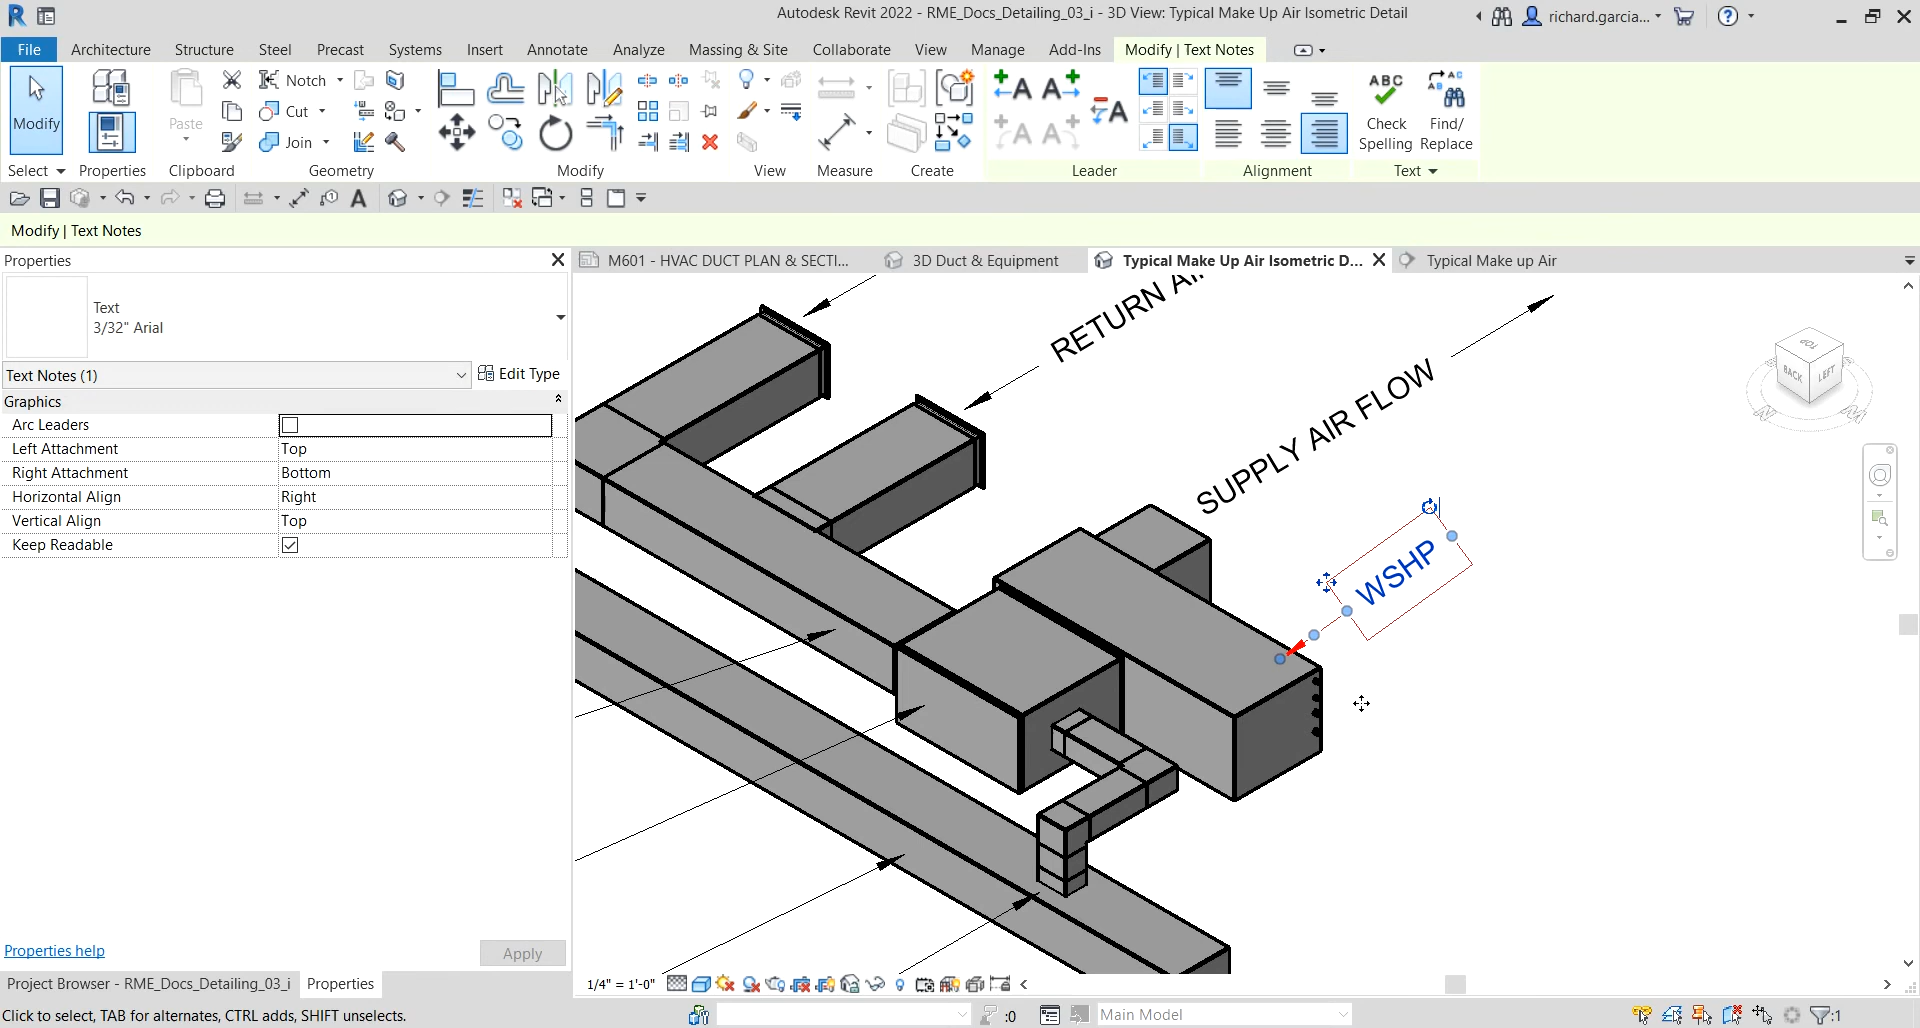 Autodesk Revit 2022 - RME_Docs_Detailing_03_i - 3D View: Typical Make Up Air Isometric Detail
richard.garcia...
File Architecture Structure Steel Precast Systems Insert Annotate Analyze Massing & Site Collaborate View Manage Add-Ins Modify | Text Notes
Modify
Paste
Notch
Cut
Join
ABC
Check Spelling
Find/ Replace
Select Properties Clipboard Geometry Modify View Measure Create Leader Alignment Text
Modify | Text Notes
Properties
M601 - HVAC DUCT PLAN & SECTI... 3D Duct & Equipment Typical Make Up Air Isometric D... Typical Make up Air
Text
3/32" Arial
Text Notes (1) Edit Type
Graphics
Arc Leaders
Left Attachment Top
Right Attachment Bottom
Horizontal Align Right
Vertical Align Top
Keep Readable
RETURN AI
SUPPLY AIR FLOW
WSHP
TOP
BACK
LEFT
Properties help Apply
Project Browser - RME_Docs_Detailing_03_i Properties
1/4" = 1'-0"
Click to select, TAB for alternates, CTRL adds, SHIFT unselects.
:0
Main Model
:1